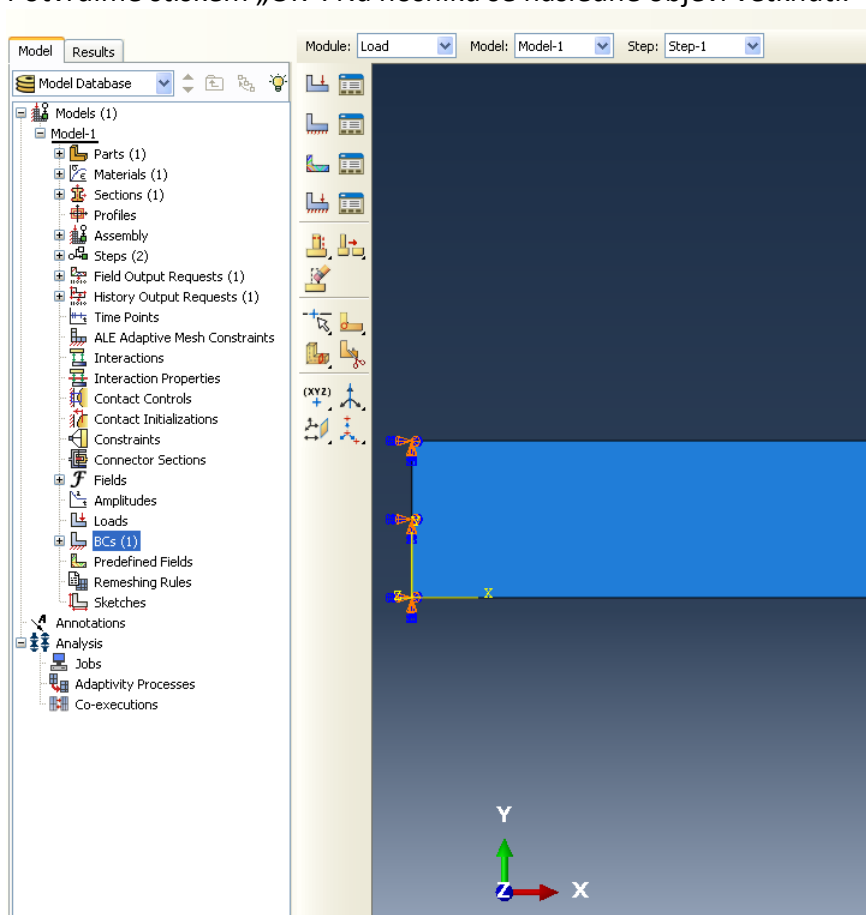 Model Results
Module: Load Model: Model-1 Step: Step-1
Model Database
Models (1)
Model-1
Parts (1)
Materials (1)
Sections (1)
Profiles
Assembly
Steps (2)
Field Output Requests (1)
History Output Requests (1)
Time Points
ALE Adaptive Mesh Constraints
Interactions
Interaction Properties
Contact Controls
Contact Initializations
Constraints
Connector Sections
Fields
Amplitudes
Loads
BCs (1)
Predefined Fields
Remeshing Rules
Sketches
Annotations
Analysis
Jobs
Adaptivity Processes
Co-executions
(XYZ)
Z X
Y
Z X